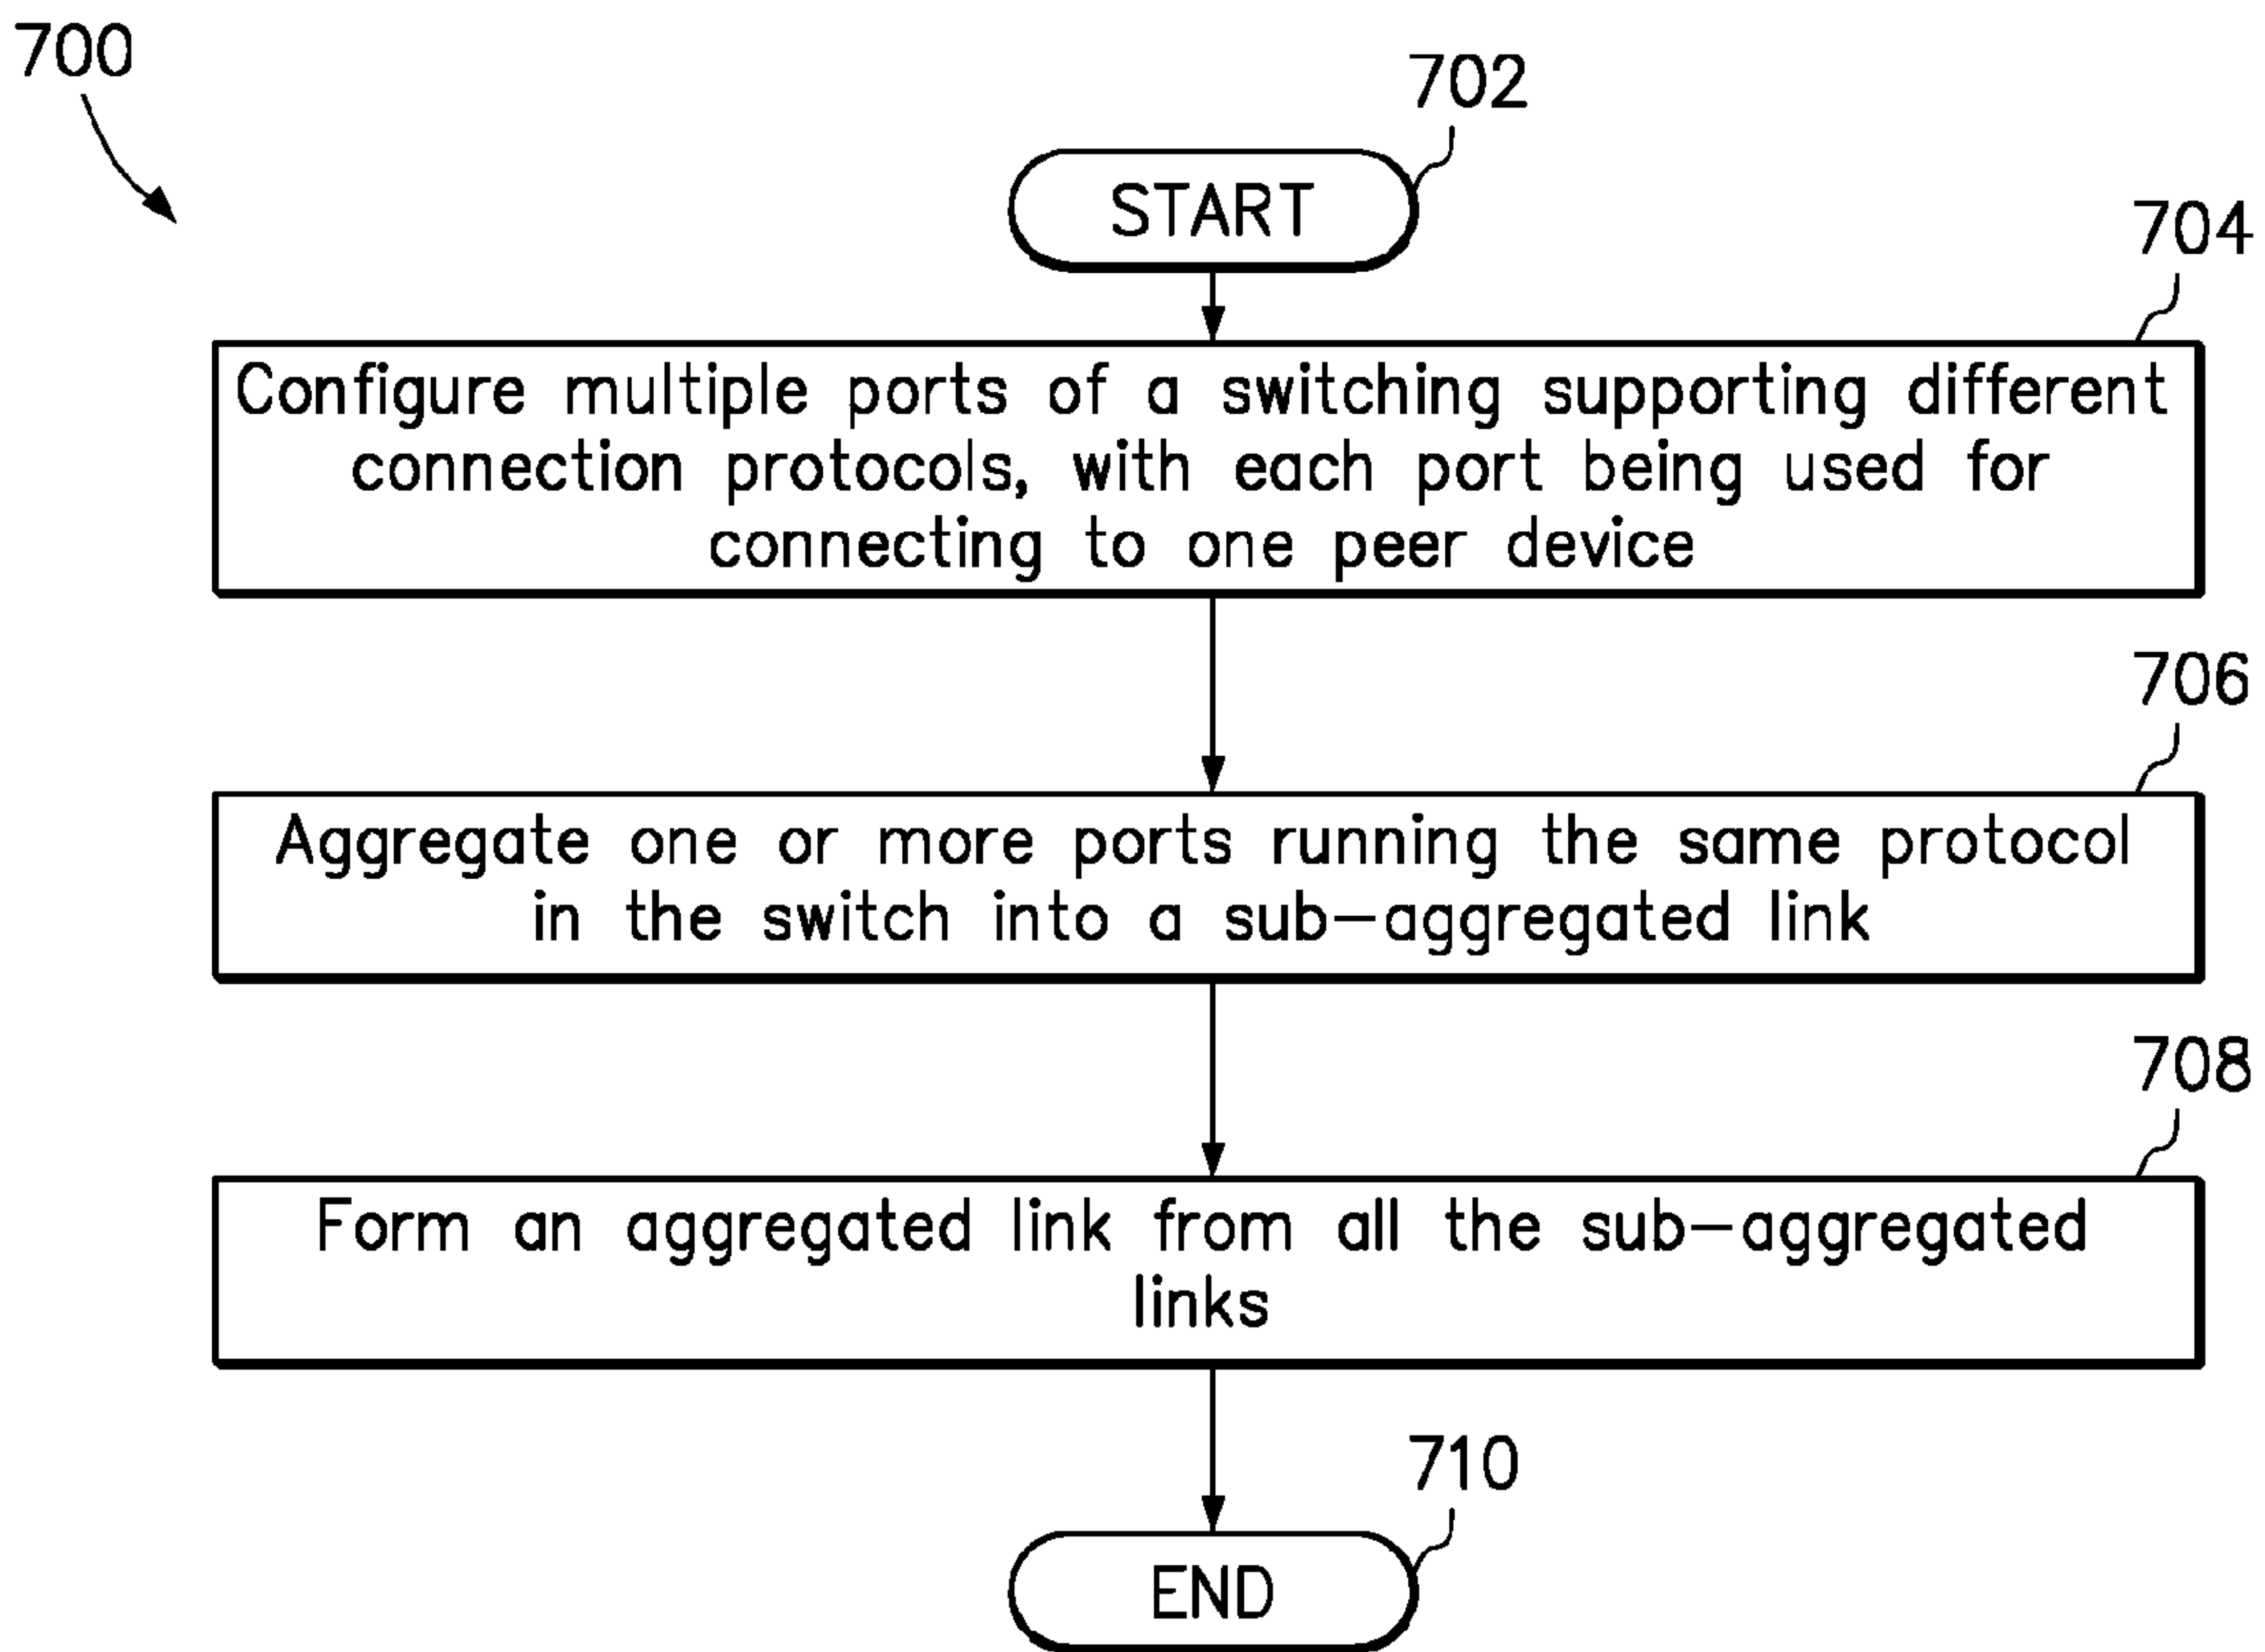 700
702
START
704
Configure multiple ports of a switching supporting different
connection protocols, with each port being used for
connecting to one peer device
706
Aggregate one or more ports running the same protocol
in the switch into a sub-aggregated link
708
Form an aggregated link from all the sub-aggregated
links
710
END